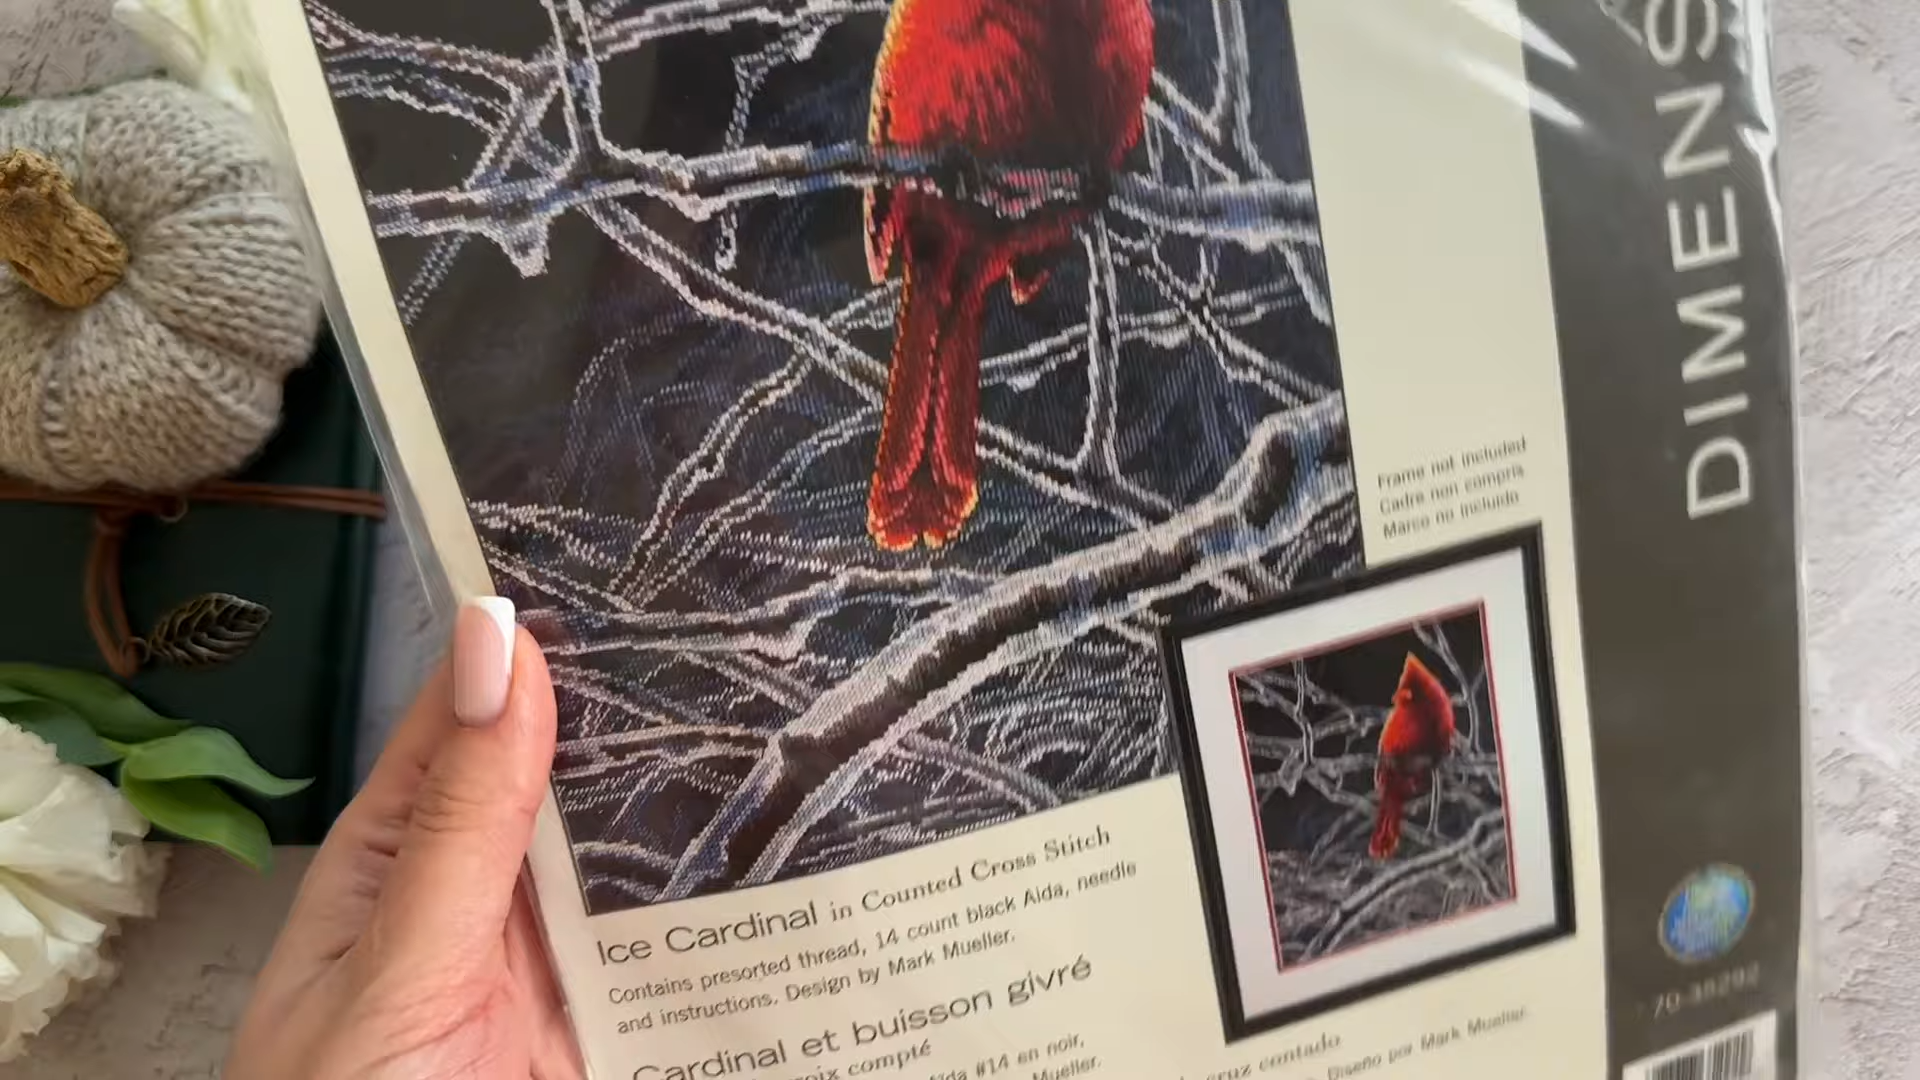 DIMENS
Frame not included
Cadre non compris
Marco no incluido
Ice Cardinal in Counted Cross Stitch
Contains presorted thread, 14 count black Aida, needle
and instructions. Design by Mark Mueller.
Cardinal et buisson givré
croix compté
Aida #14 en noir,
Mueller.
cruz contado
Diseño por Mark Mueller.